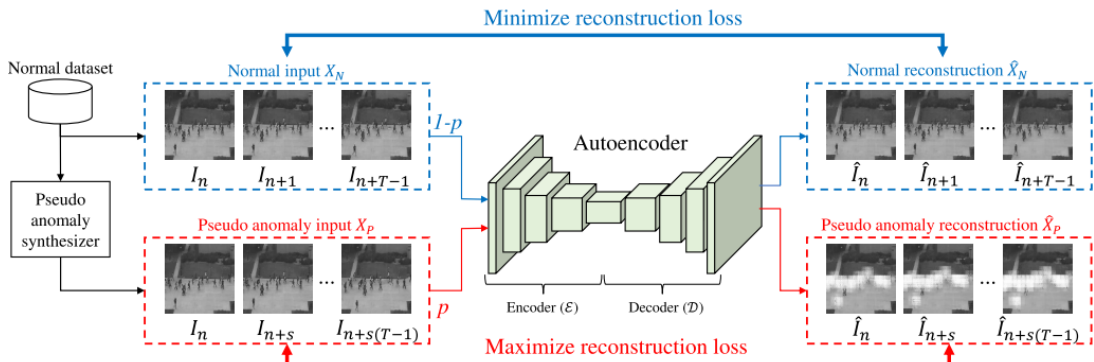 Minimize reconstruction loss
Normal dataset
Normal input X_N
Normal reconstruction X̂_N
1-p
Autoencoder
...
...
I_n I_{n+1} I_{n+T-1}
Î_n Î_{n+1} Î_{n+T-1}
Pseudo
anomaly
synthesizer
Pseudo anomaly input X_P
Pseudo anomaly reconstruction X̂_P
...
...
p
Encoder (ℰ) Decoder (𝒟)
I_n I_{n+s} I_{n+s(T-1)}
Î_n Î_{n+s} Î_{n+s(T-1)}
Maximize reconstruction loss